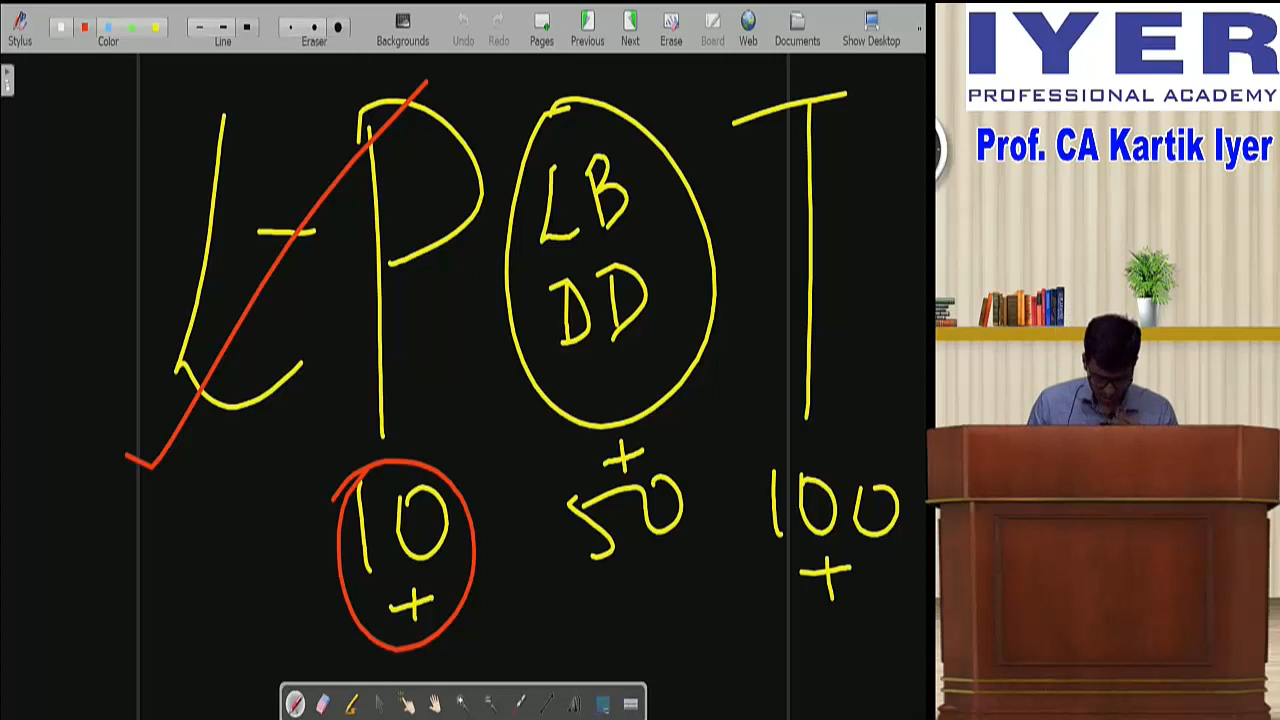 Stylus
Color
Line
Eraser
Backgrounds
Undo
Redo
Pages
Previous
Next
Erase
Board
Web
Documents
Show Desktop
IYER
PROFESSIONAL ACADEMY
Prof. CA Kartik Iyer
P T
LB
DD
10 + 50 100
+ +